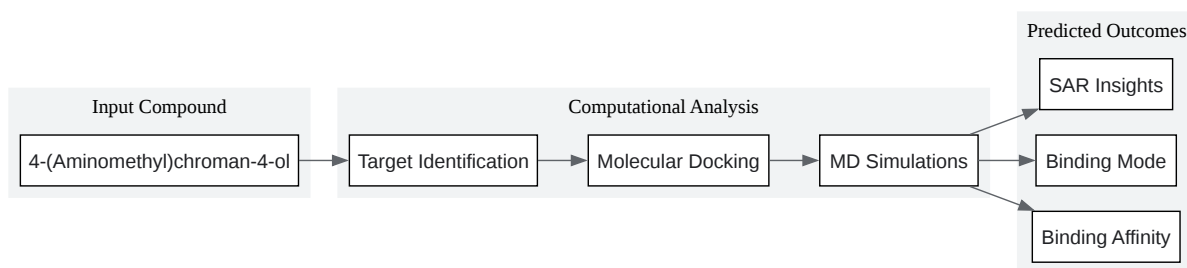 Input Compound
4-(Aminomethyl)chroman-4-ol
Computational Analysis
Target Identification
Molecular Docking
MD Simulations
Predicted Outcomes
SAR Insights
Binding Mode
Binding Affinity